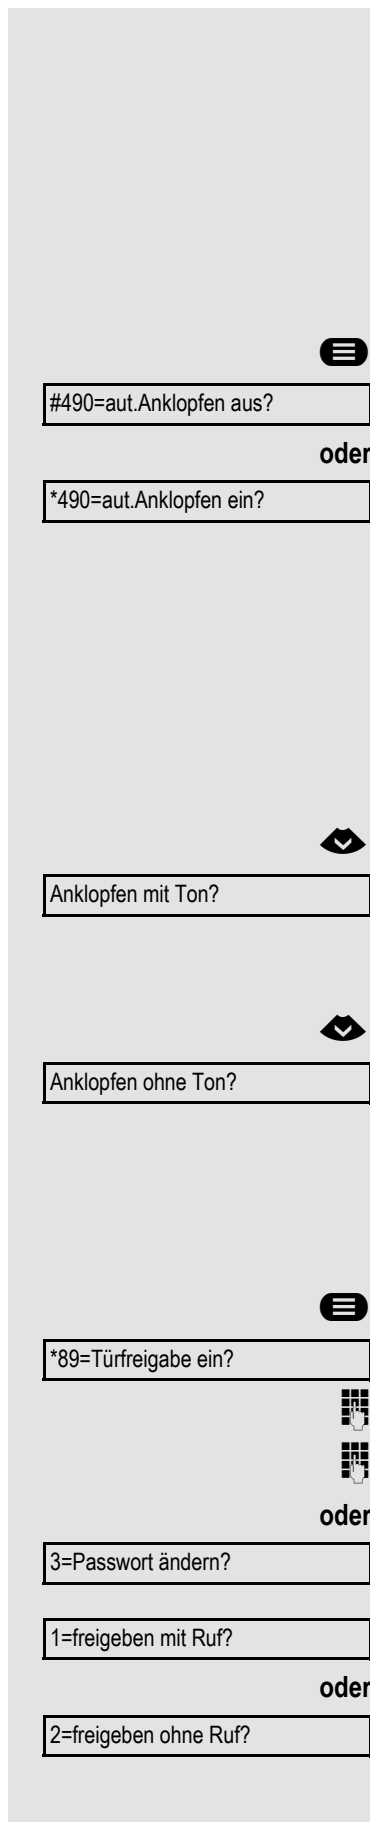 #490=aut.Anklopfen aus?
oder
*490=aut.Anklopfen ein?
Anklopfen mit Ton?
Anklopfen ohne Ton?
*89=Türfreigabe ein?
oder
3=Passwort ändern?
1=freigeben mit Ruf?
oder
2=freigeben ohne Ruf?